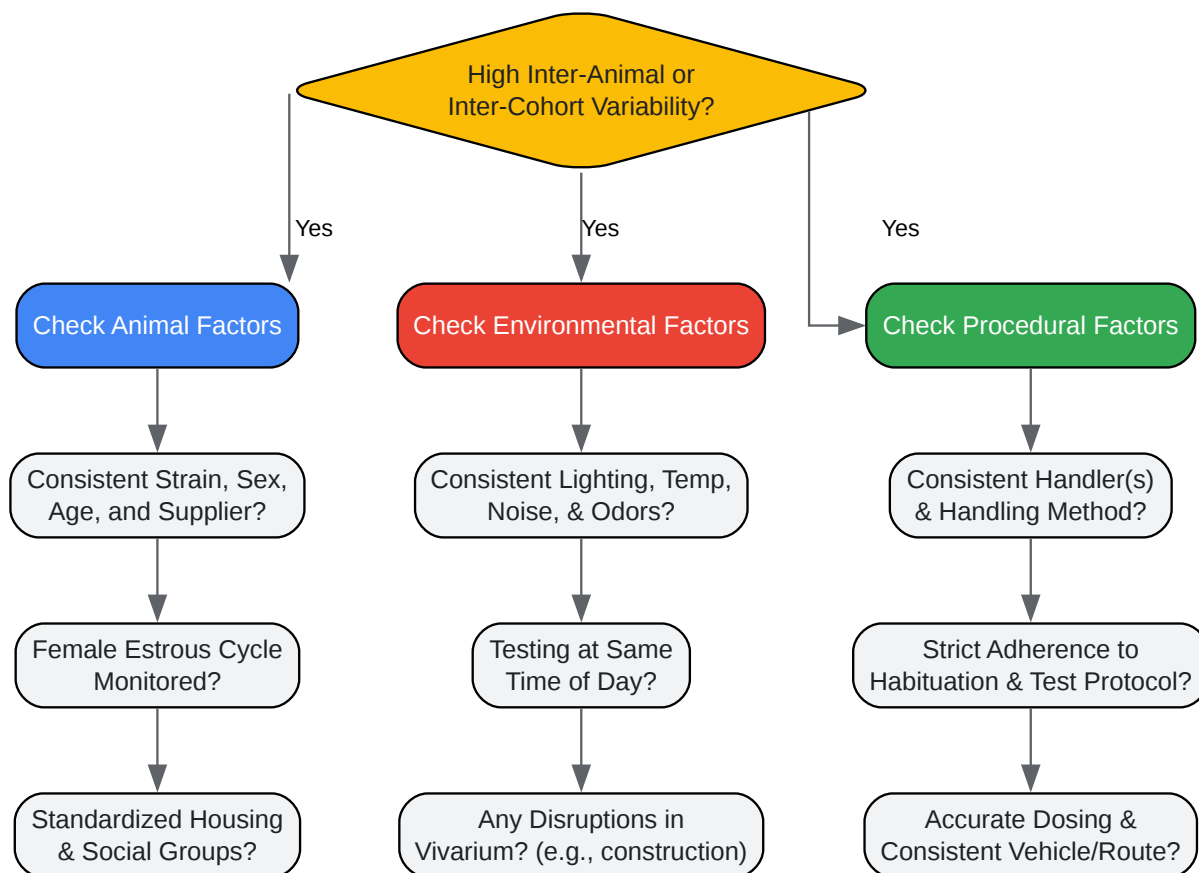 High Inter-Animal or
Inter-Cohort Variability?
Yes
Yes
Yes
Check Animal Factors
Check Environmental Factors
Check Procedural Factors
Consistent Strain, Sex,
Age, and Supplier?
Consistent Lighting, Temp,
Noise, & Odors?
Consistent Handler(s)
& Handling Method?
Female Estrous Cycle
Monitored?
Testing at Same
Time of Day?
Strict Adherence to
Habituation & Test Protocol?
Standardized Housing
& Social Groups?
Any Disruptions in
Vivarium? (e.g., construction)
Accurate Dosing &
Consistent Vehicle/Route?